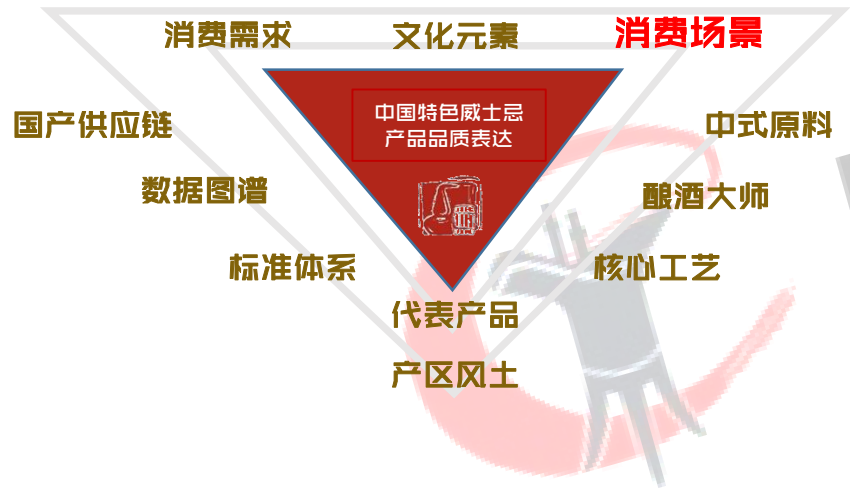 消费需求
文化元素
消费场景
中国特色威士忌
产品品质表达
国产供应链
中式原料
数据图谱
酿酒大师
标准体系
核心工艺
代表产品
产区风土